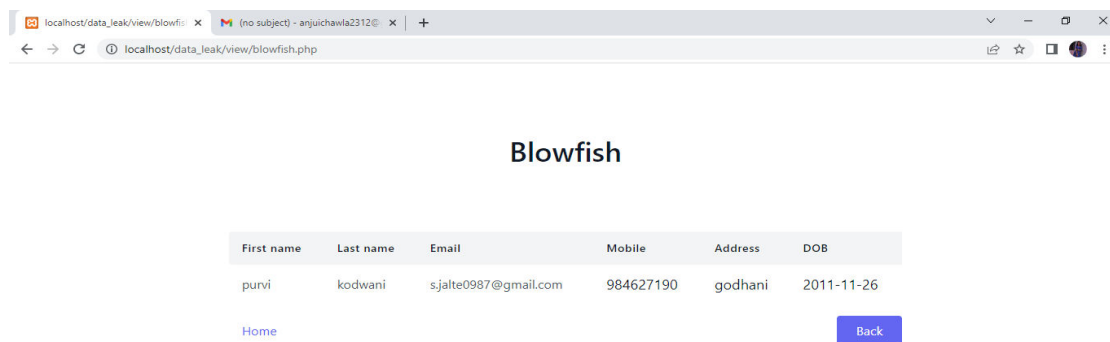 localhost/data_leak/view/blowfis (no subject) - anjuichawla2312@
localhost/data_leak/view/blowfish.php
Blowfish
First name Last name Email Mobile Address DOB
purvi kodwani s.jalte0987@gmail.com 984627190 godhani 2011-11-26
Home Back